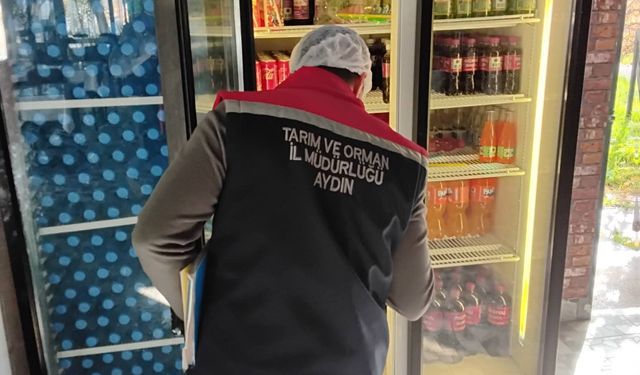 TARIM VE ORMAN
İL MÜDÜRLÜĞÜ
AYDIN